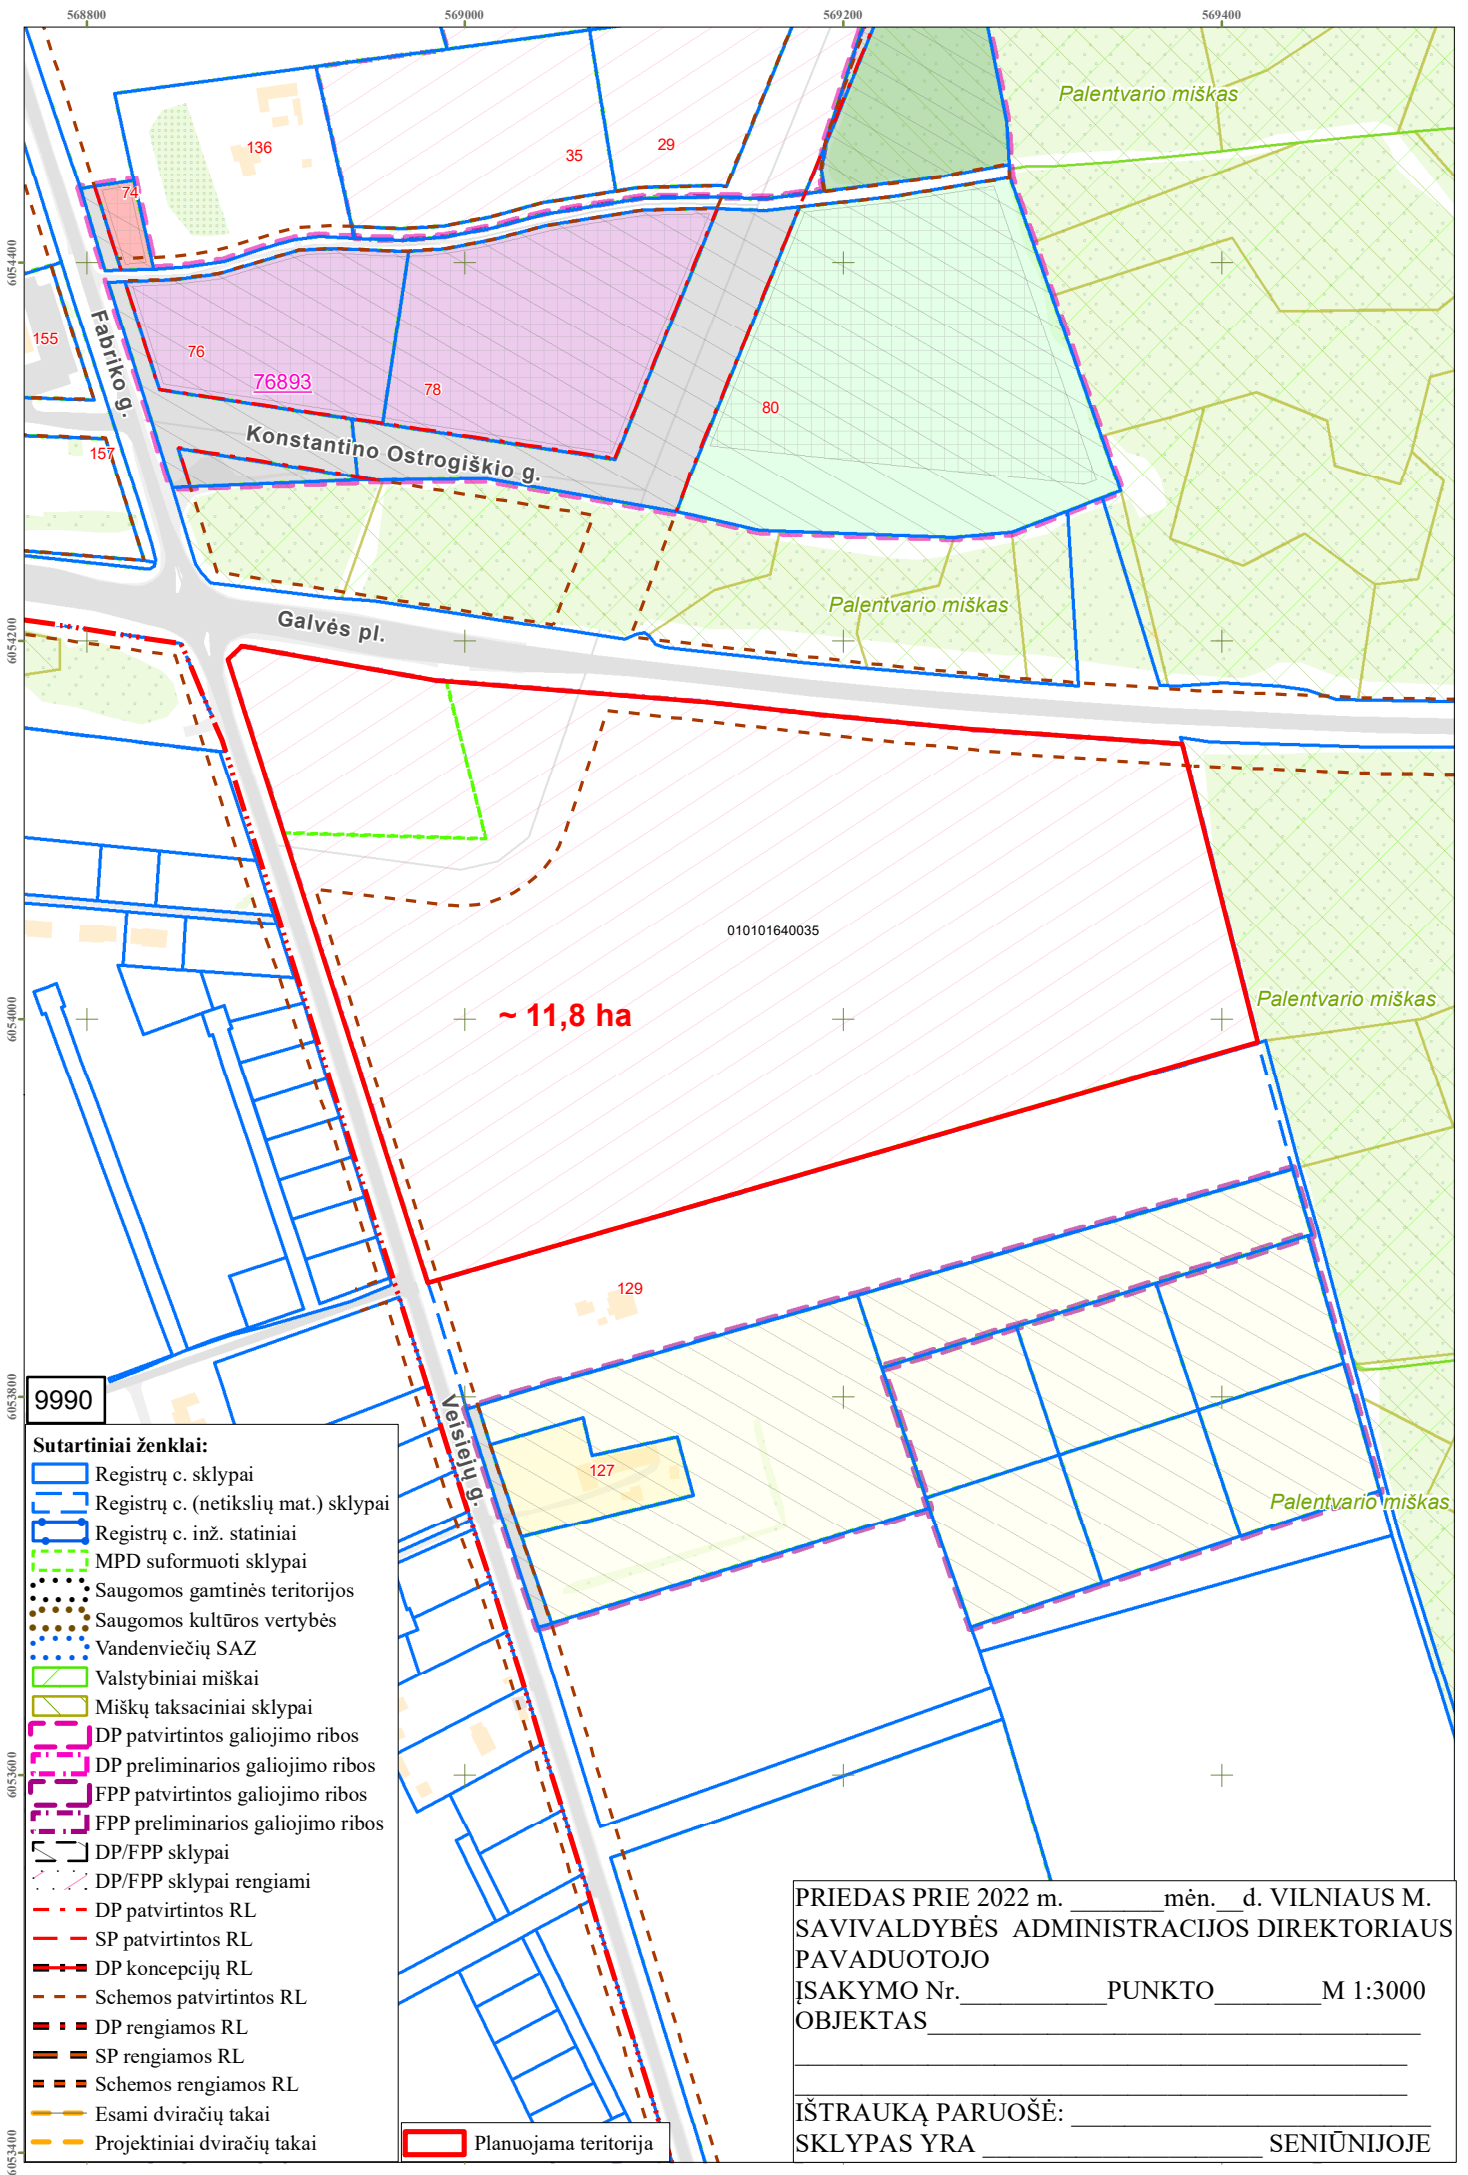 568800
569000
569200
569400
6054400
6054200
6054000
6053800
6053600
6053400
Palentvario miškas
136
35
29
74
155
Fabriko g.
76
76893
78
80
157
Konstantino Ostrogiškio g.
Palentvario miškas
Galvės pl.
010101640035
~ 11,8 ha
Palentvario miškas
129
9990
Veisiejų g.
127
Palentvario miškas
Sutartiniai ženklai:
Registrų c. sklypai
Registrų c. (netikslių mat.) sklypai
Registrų c. inž. statiniai
MPD suformuoti sklypai
Saugomos gamtinės teritorijos
Saugomos kultūros vertybės
Vandenviečių SAZ
Valstybiniai miškai
Miškų taksaciniai sklypai
DP patvirtintos galiojimo ribos
DP preliminarios galiojimo ribos
FPP patvirtintos galiojimo ribos
FPP preliminarios galiojimo ribos
DP/FPP sklypai
DP/FPP sklypai rengiami
DP patvirtintos RL
SP patvirtintos RL
DP koncepcijų RL
Schemos patvirtintos RL
DP rengiamos RL
SP rengiamos RL
Schemos rengiamos RL
Esami dviračių takai
Projektiniai dviračių takai
Planuojama teritorija
PRIEDAS PRIE 2022 m. _______mėn.__d. VILNIAUS M.
SAVIVALDYBĖS ADMINISTRACIJOS DIREKTORIAUS
PAVADUOTOJO
ĮSAKYMO Nr.___________PUNKTO________M 1:3000
OBJEKTAS_____________________________________
IŠTRAUKĄ PARUOŠĖ: ___________________________
SKLYPAS YRA _____________________ SENIŪNIJOJE